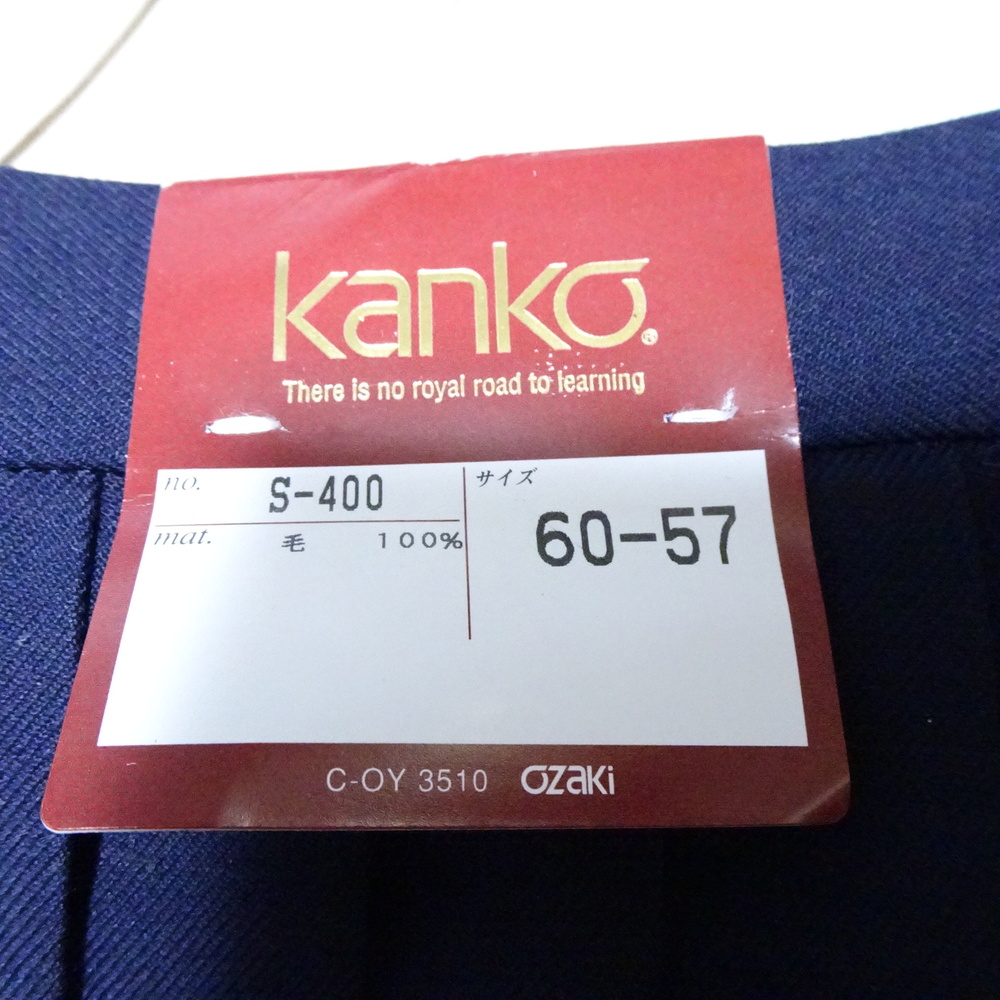 kanko®
There is no royal road to learning
no. S-400
mat. 毛 100%
サイズ
60-57
C-OY 3510 OZAKI